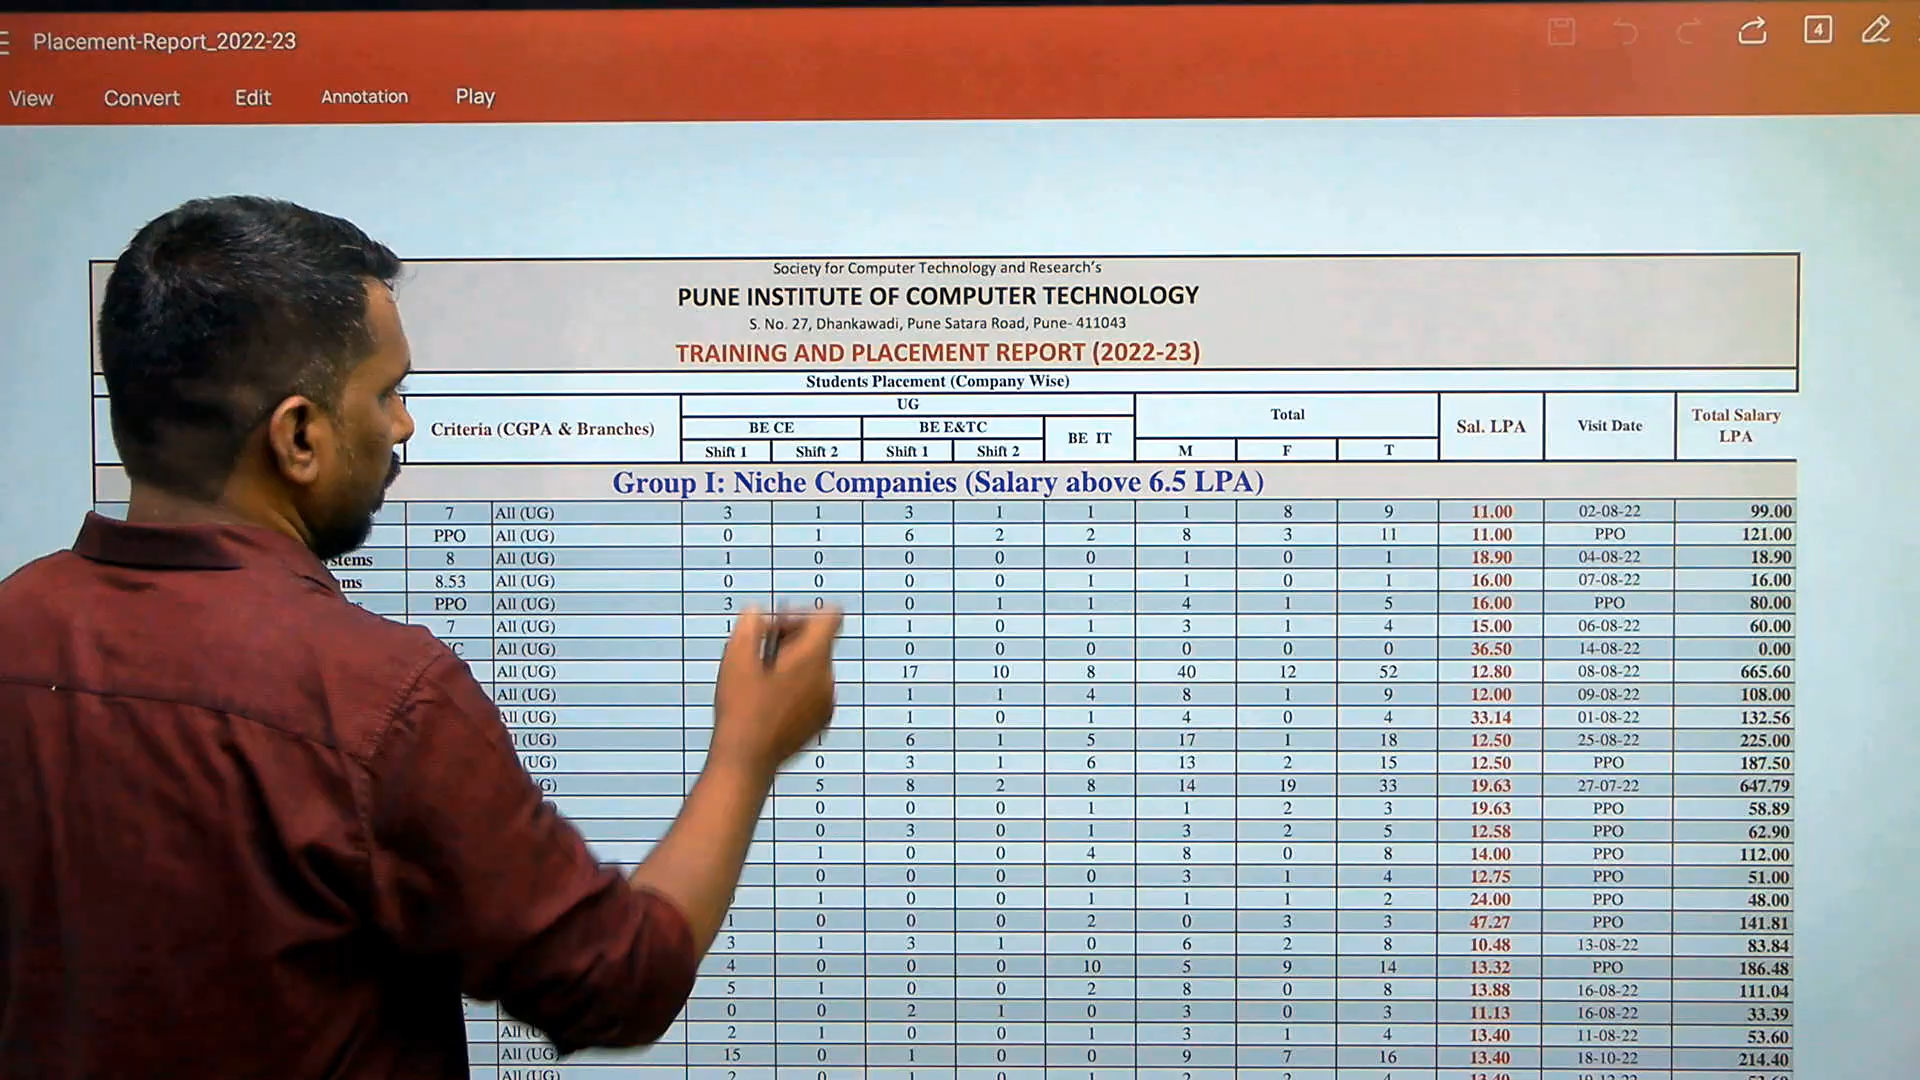 Placement-Report_2022-23
4
View Convert Edit Annotation Play
Society for Computer Technology and Research's
PUNE INSTITUTE OF COMPUTER TECHNOLOGY
S. No. 27, Dhankawadi, Pune Satara Road, Pune- 411043
TRAINING AND PLACEMENT REPORT (2022-23)
Students Placement (Company Wise)
Criteria (CGPA & Branches) UG Total Sal. LPA Visit Date Total Salary LPA
BE CE BE E&TC BE IT
Shift 1 Shift 2 Shift 1 Shift 2 M F T
Group I: Niche Companies (Salary above 6.5 LPA)
7 All (UG) 3 1 3 1 1 1 8 9 11.00 02-08-22 99.00
PPO All (UG) 0 1 6 2 2 8 3 11 11.00 PPO 121.00
8 All (UG) 1 0 0 0 0 1 0 1 18.90 04-08-22 18.90
8.53 All (UG) 0 0 0 0 1 1 0 1 16.00 07-08-22 16.00
PPO All (UG) 3 0 0 1 1 4 1 5 16.00 PPO 80.00
7 All (UG) 1 1 0 1 3 1 4 15.00 06-08-22 60.00
All (UG) 0 0 0 0 0 0 36.50 14-08-22 0.00
All (UG) 17 10 8 40 12 52 12.80 08-08-22 665.60
All (UG) 1 1 4 8 1 9 12.00 09-08-22 108.00
All (UG) 1 0 1 4 0 4 33.14 01-08-22 132.56
(UG) 1 6 1 5 17 1 18 12.50 25-08-22 225.00
(UG) 0 3 1 6 13 2 15 12.50 PPO 187.50
5 8 2 8 14 19 33 19.63 27-07-22 647.79
0 0 0 1 1 2 3 19.63 PPO 58.89
0 3 0 1 3 2 5 12.58 PPO 62.90
1 0 0 4 8 0 8 14.00 PPO 112.00
0 0 0 0 3 1 4 12.75 PPO 51.00
1 0 0 1 1 1 2 24.00 PPO 48.00
1 0 0 0 2 0 3 3 47.27 PPO 141.81
3 1 3 1 0 6 2 8 10.48 13-08-22 83.84
4 0 0 0 10 5 9 14 13.32 PPO 186.48
5 1 0 0 2 8 0 8 13.88 16-08-22 111.04
0 0 2 1 0 3 0 3 11.13 16-08-22 33.39
All 2 1 0 0 1 3 1 4 13.40 11-08-22 53.60
All (UG) 15 0 1 0 0 9 7 16 13.40 18-10-22 214.40
All (UG) 2 0 1 0 1 2 2 4 13.40